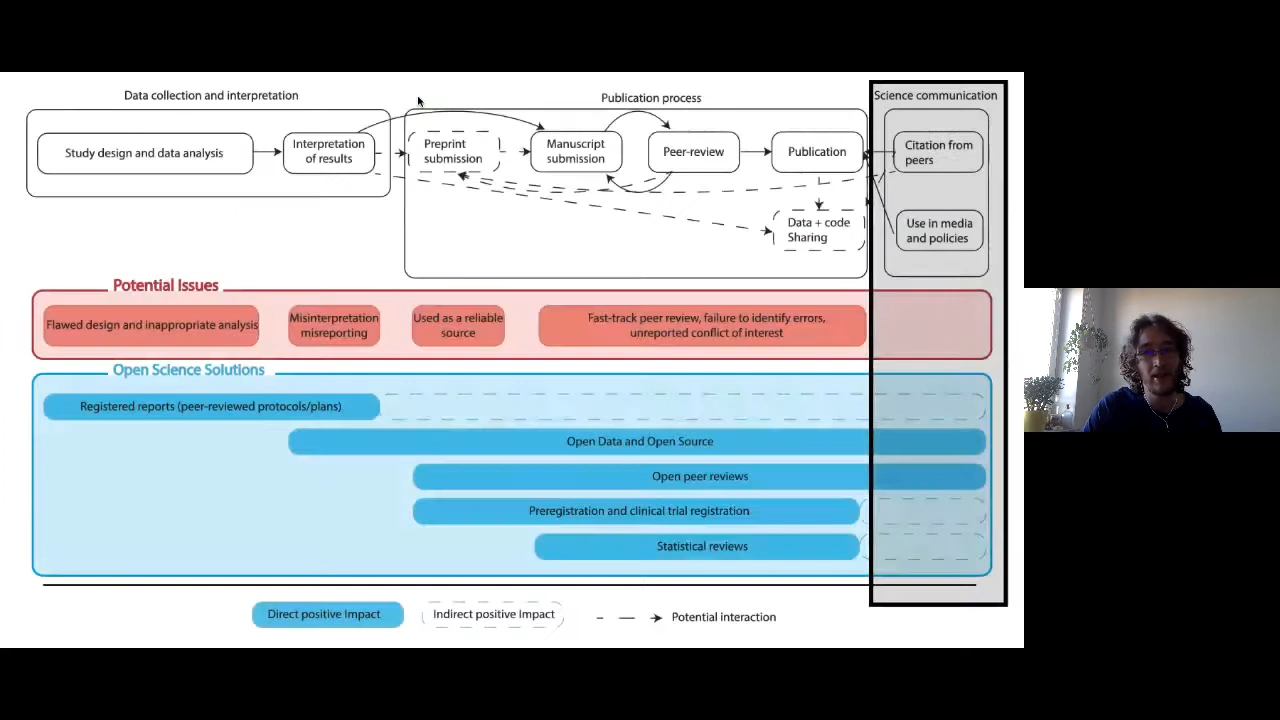 Data collection and interpretation
Publication process
Science communication
Study design and data analysis
Interpretation
of results
Preprint
submission
Manuscript
submission
Peer-review
Publication
Citation from
peers
Data + code
Sharing
Use in media
and policies
Potential Issues
Flawed design and inappropriate analysis
Misinterpretation
misreporting
Used as a reliable
source
Fast-track peer review, failure to identify errors,
unreported conflict of interest
Open Science Solutions
Registered reports (peer-reviewed protocols/plans)
Open Data and Open Source
Open peer reviews
Preregistration and clinical trial registration
Statistical reviews
Direct positive Impact
Indirect positive Impact
Potential interaction